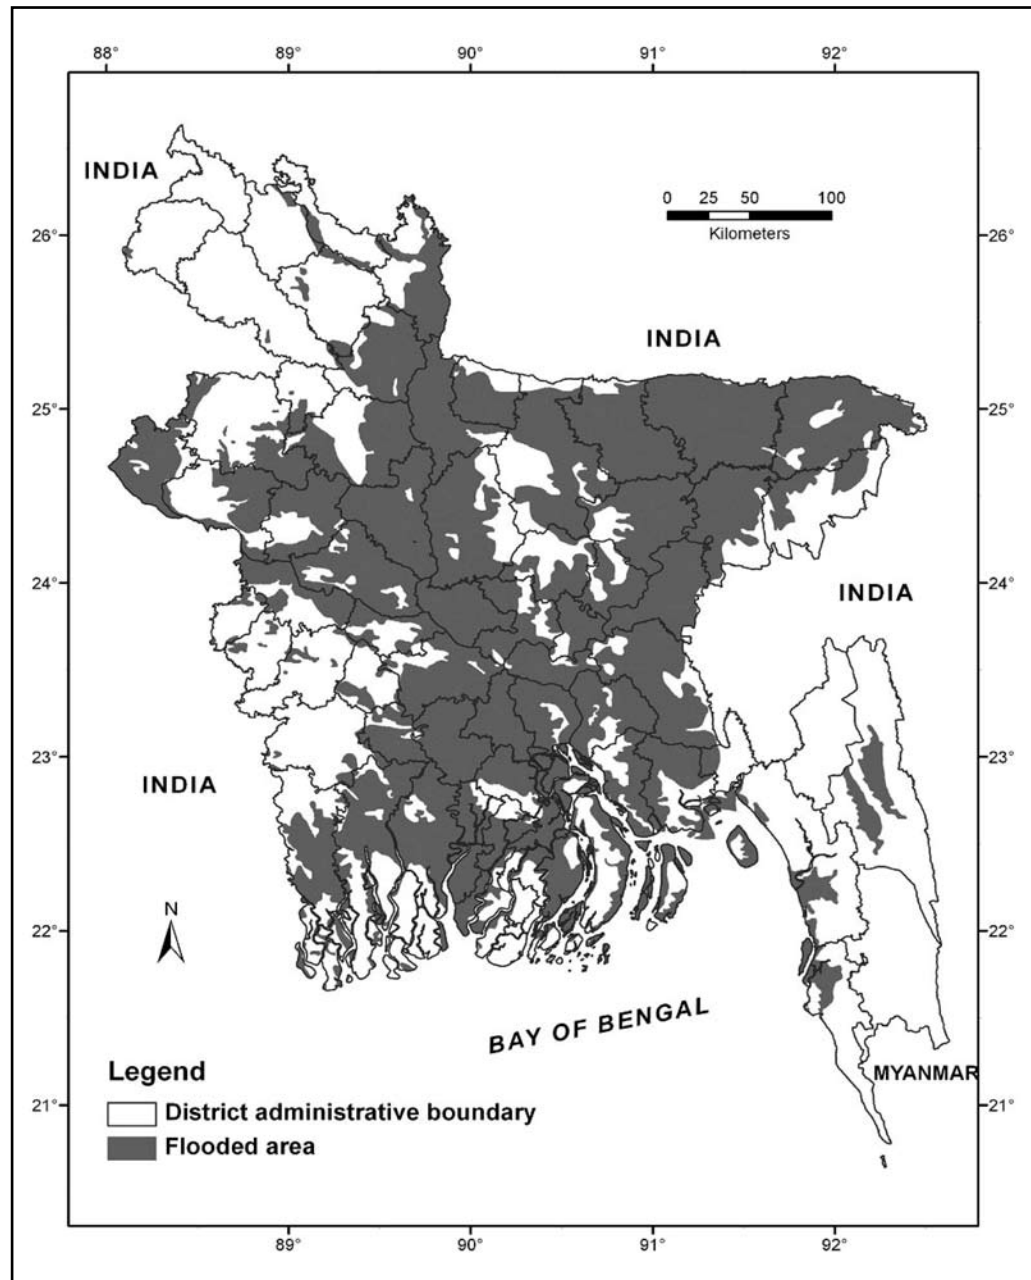 88° 89° 90° 91° 92°
INDIA
0 25 50 100
Kilometers
26° 26°
INDIA
25° 25°
24° 24°
INDIA
23° 23°
INDIA
N
22° 22°
BAY OF BENGAL
Legend
MYANMAR
District administrative boundary
21° 21°
Flooded area
89° 90° 91° 92°